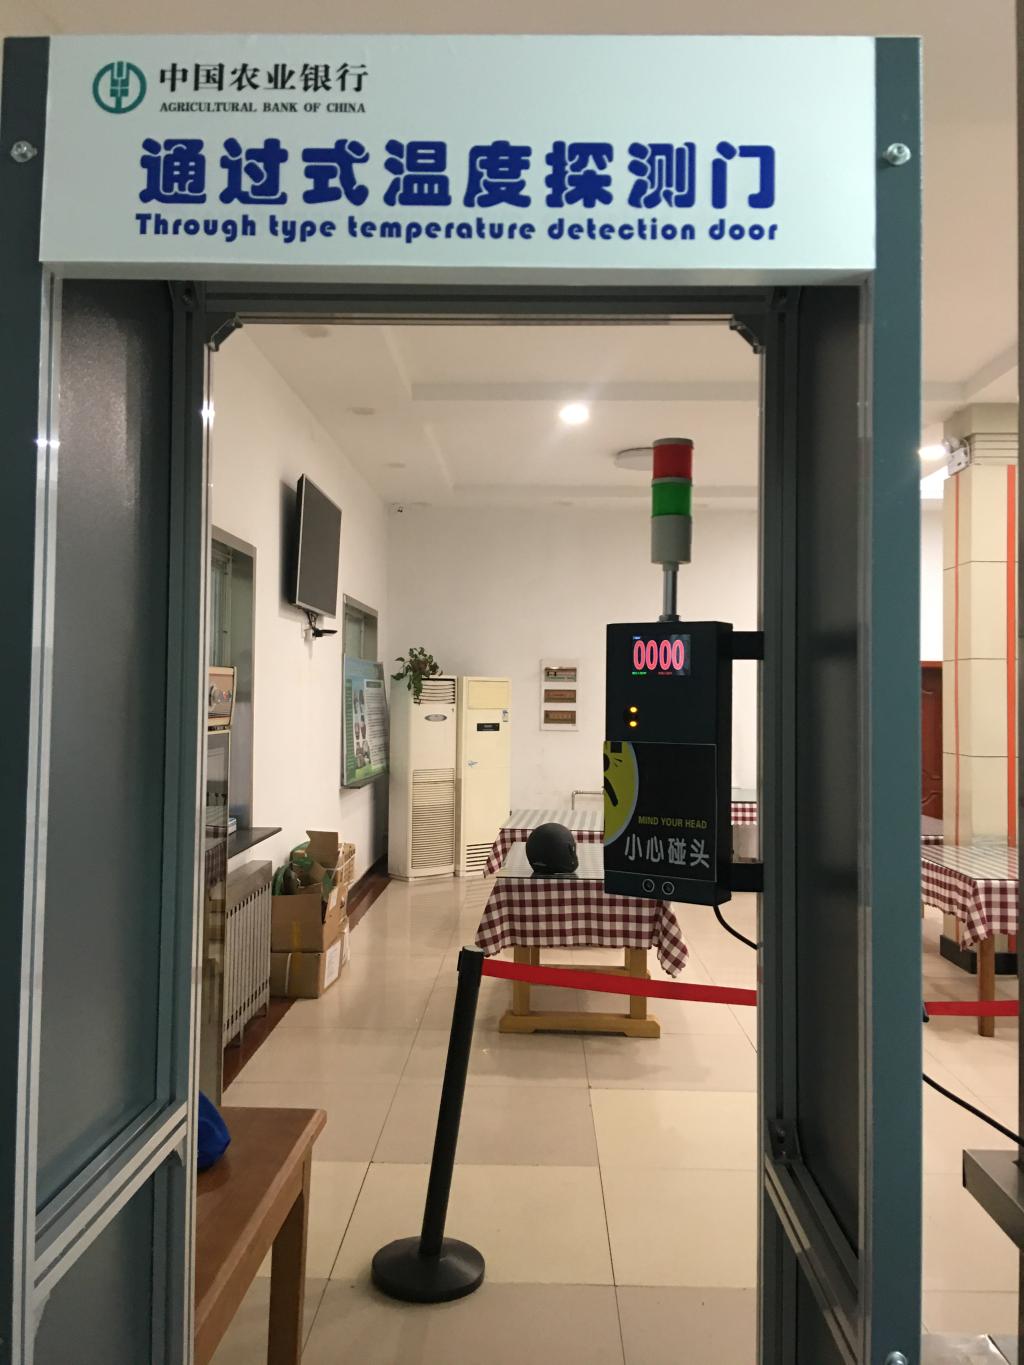 中国农业银行
AGRICULTURAL BANK OF CHINA
通过式温度探测门
Through type temperature detection door
0000
MIND YOUR HEAD
小心碰头